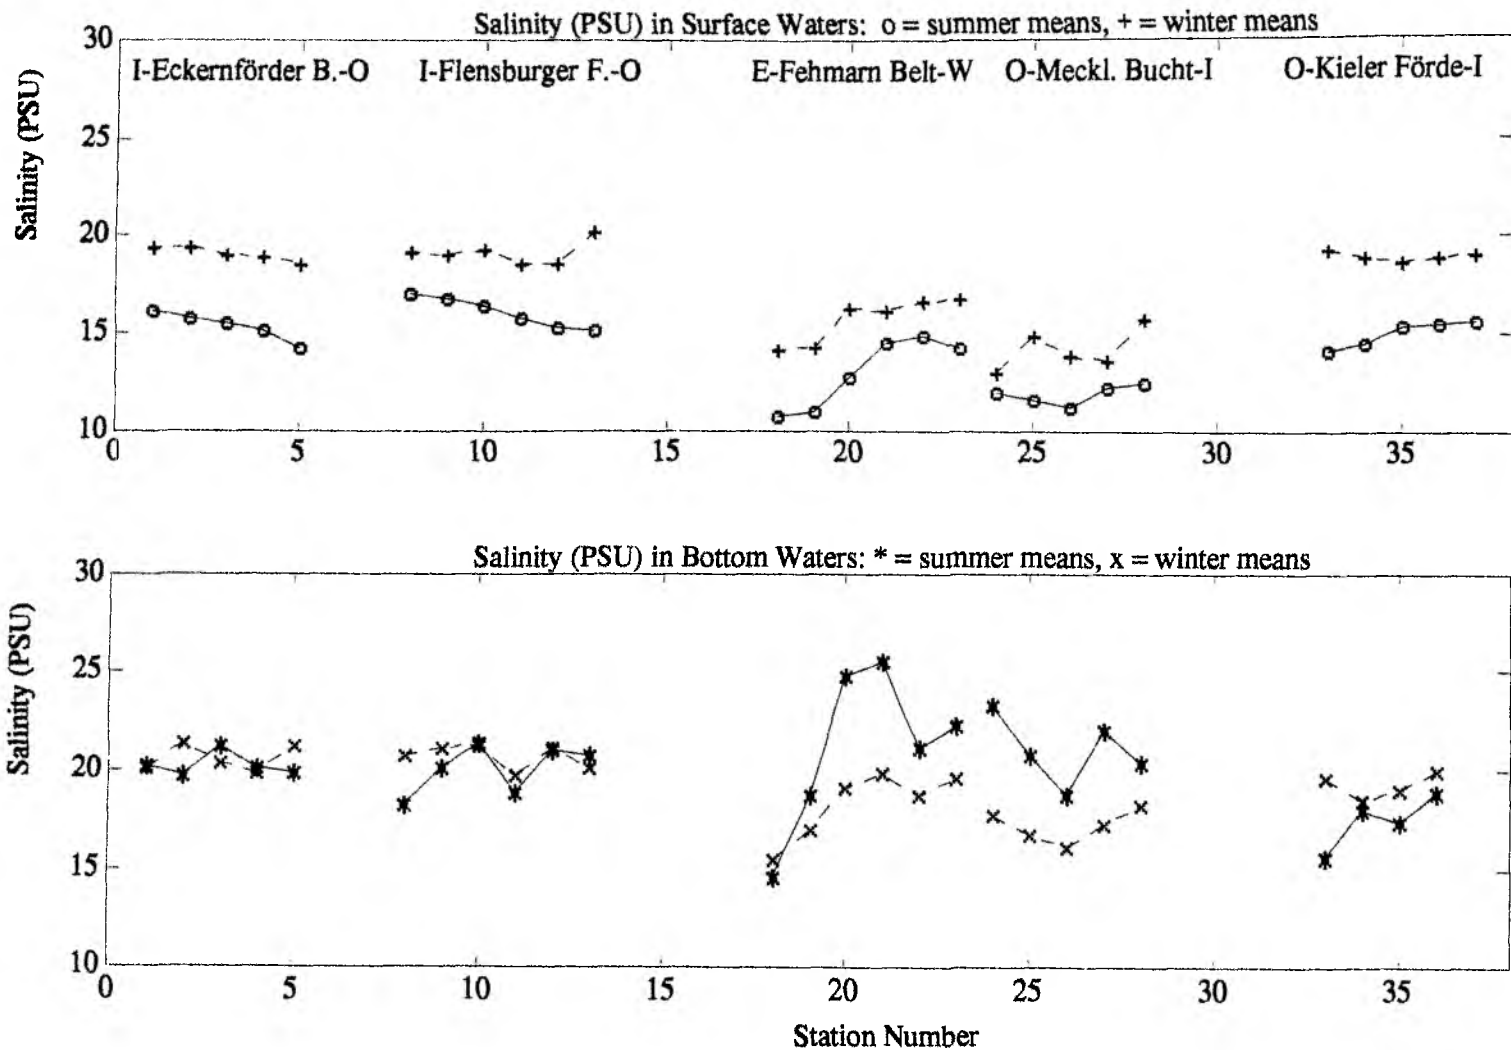 Salinity (PSU) in Surface Waters: o = summer means, + = winter means
I-Eckernförder B.-O I-Flensburger F.-O E-Fehmarn Belt-W O-Meckl. Bucht-I O-Kieler Förde-I
Salinity (PSU)
30
25
20
15
10
0 5 10 15 20 25 30 35
Salinity (PSU) in Bottom Waters: * = summer means, x = winter means
Salinity (PSU)
30
25
20
15
10
0 5 10 15 20 25 30 35
Station Number